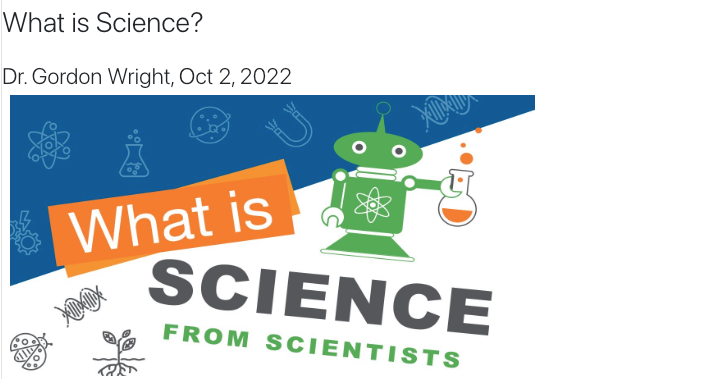 What is Science?
Dr. Gordon Wright, Oct 2, 2022
What is
SCIENCE
FROM SCIENTISTS